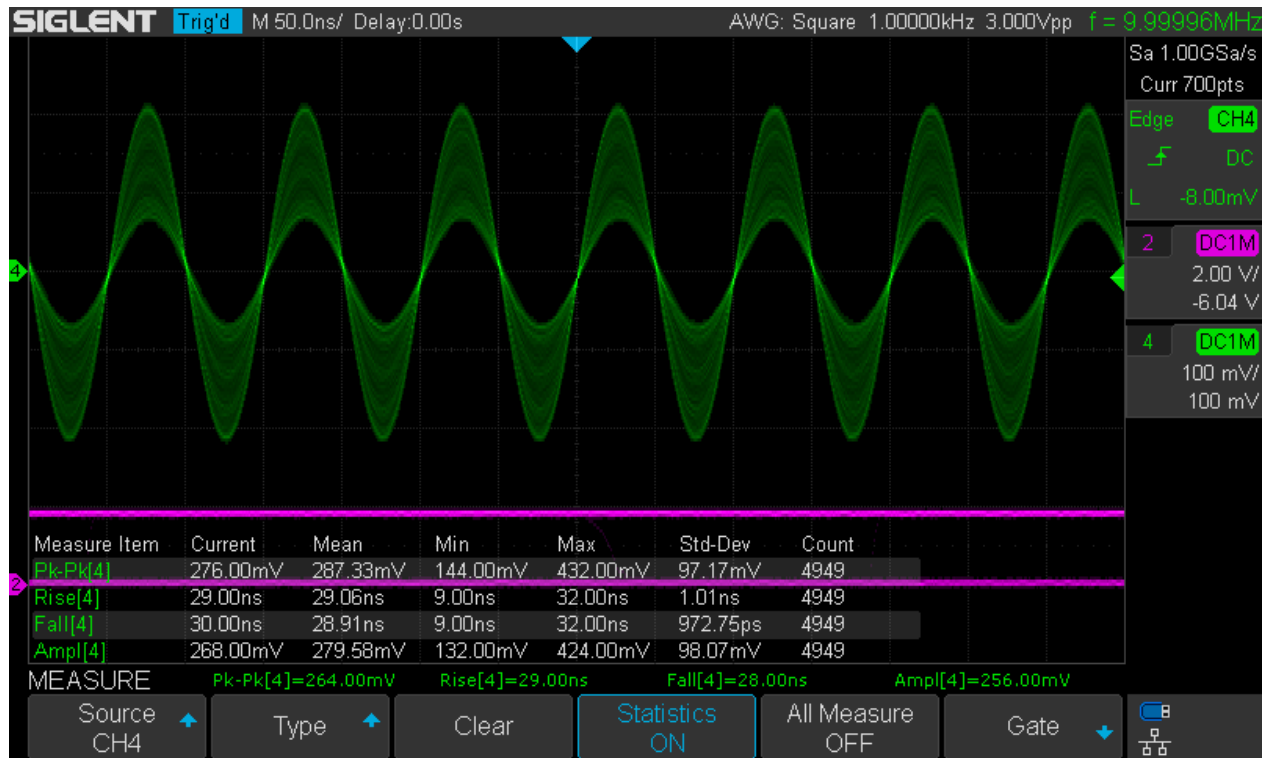 SIGLENT Trig'd M 50.0ns/ Delay:0.00s AWG: Square 1.00000kHz 3.000Vpp f = 9.99996MHz
Sa 1.00GSa/s
Curr 700pts
Edge CH4
DC
L -8.00mV
2 DC1M
2.00 V/
-6.04 V
4 DC1M
100 mV/
100 mV
4
2
Measure Item Current Mean Min Max Std-Dev Count
Pk-Pk[4] 276.00mV 287.33mV 144.00mV 432.00mV 97.17mV 4949
Rise[4] 29.00ns 29.06ns 9.00ns 32.00ns 1.01ns 4949
Fall[4] 30.00ns 28.91ns 9.00ns 32.00ns 972.75ps 4949
Ampl[4] 268.00mV 279.58mV 132.00mV 424.00mV 98.07mV 4949
MEASURE Pk-Pk[4]=264.00mV Rise[4]=29.00ns Fall[4]=28.00ns Ampl[4]=256.00mV
Source
CH4
Type
Clear
Statistics
ON
All Measure
OFF
Gate